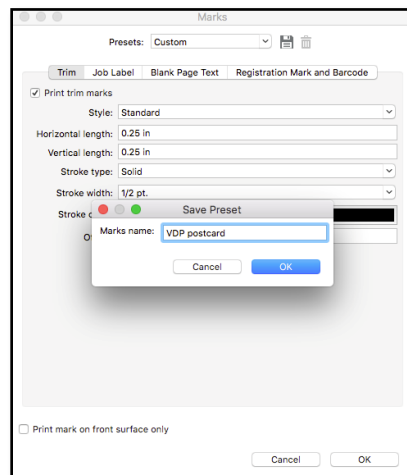 Marks
Presets: Custom
Trim Job Label Blank Page Text Registration Mark and Barcode
Print trim marks
Style: Standard
Horizontal length: 0.25 in
Vertical length: 0.25 in
Stroke type: Solid
Stroke width: 1/2 pt.
Stroke
Save Preset
Marks name: VDP postcard
Cancel OK
Print mark on front surface only
Cancel OK